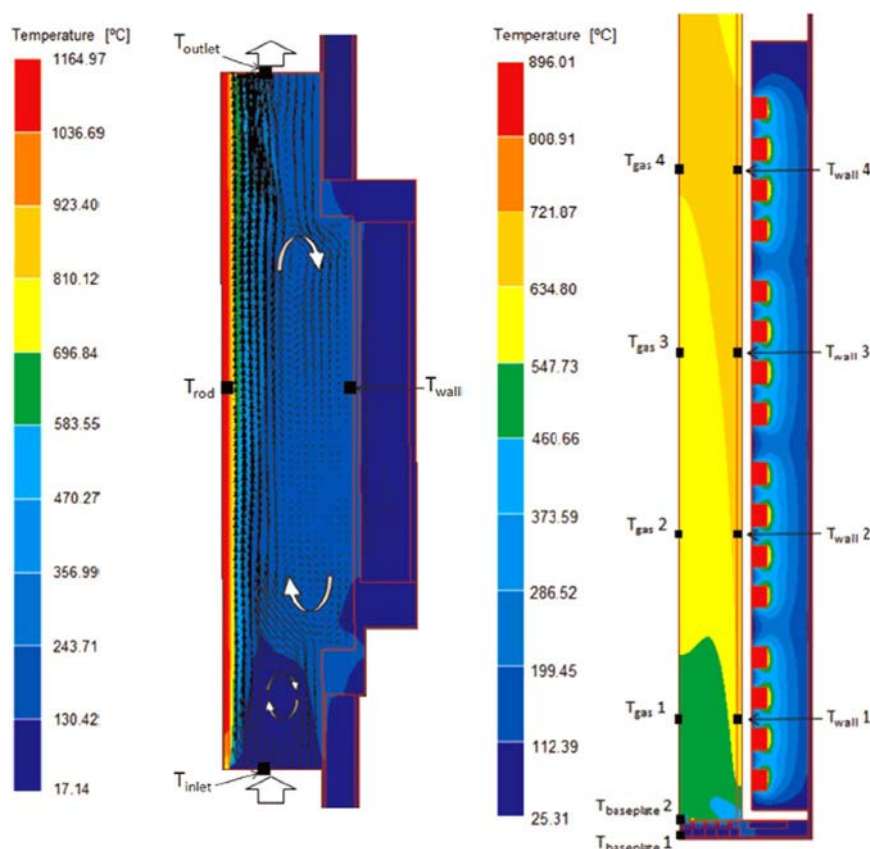 Temperature [ºC]
1164.97
1036.69
923.40
810.12
696.84
583.55
470.27
356.99
243.71
130.42
17.14
Toutlet
Trod
Twall
Tinlet
Temperature [ºC]
896.01
808.91
721.87
634.80
547.73
460.66
373.59
286.52
199.45
112.39
25.31
Tgas 4
Twall 4
Tgas 3
Twall 3
Tgas 2
Twall 2
Tgas 1
Twall 1
Tbaseplate 2
Tbaseplate 1